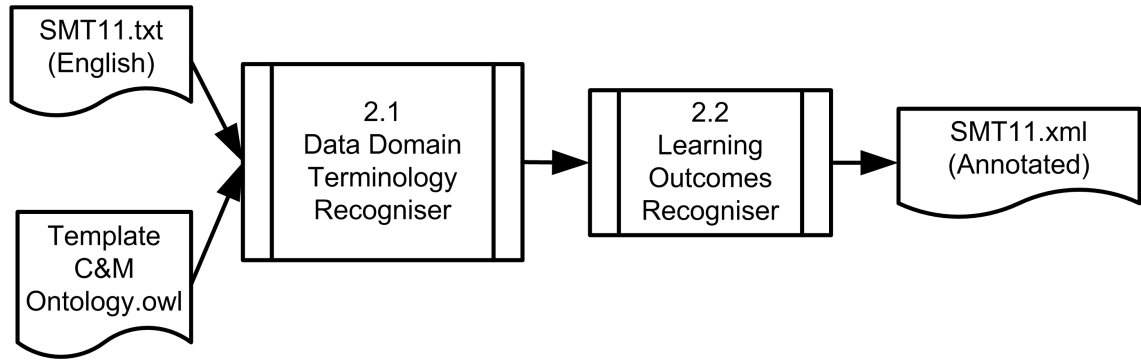 SMT11.txt
(English)
Template
C&M
Ontology.owl
2.1
Data Domain
Terminology
Recogniser
2.2
Learning
Outcomes
Recogniser
SMT11.xml
(Annotated)